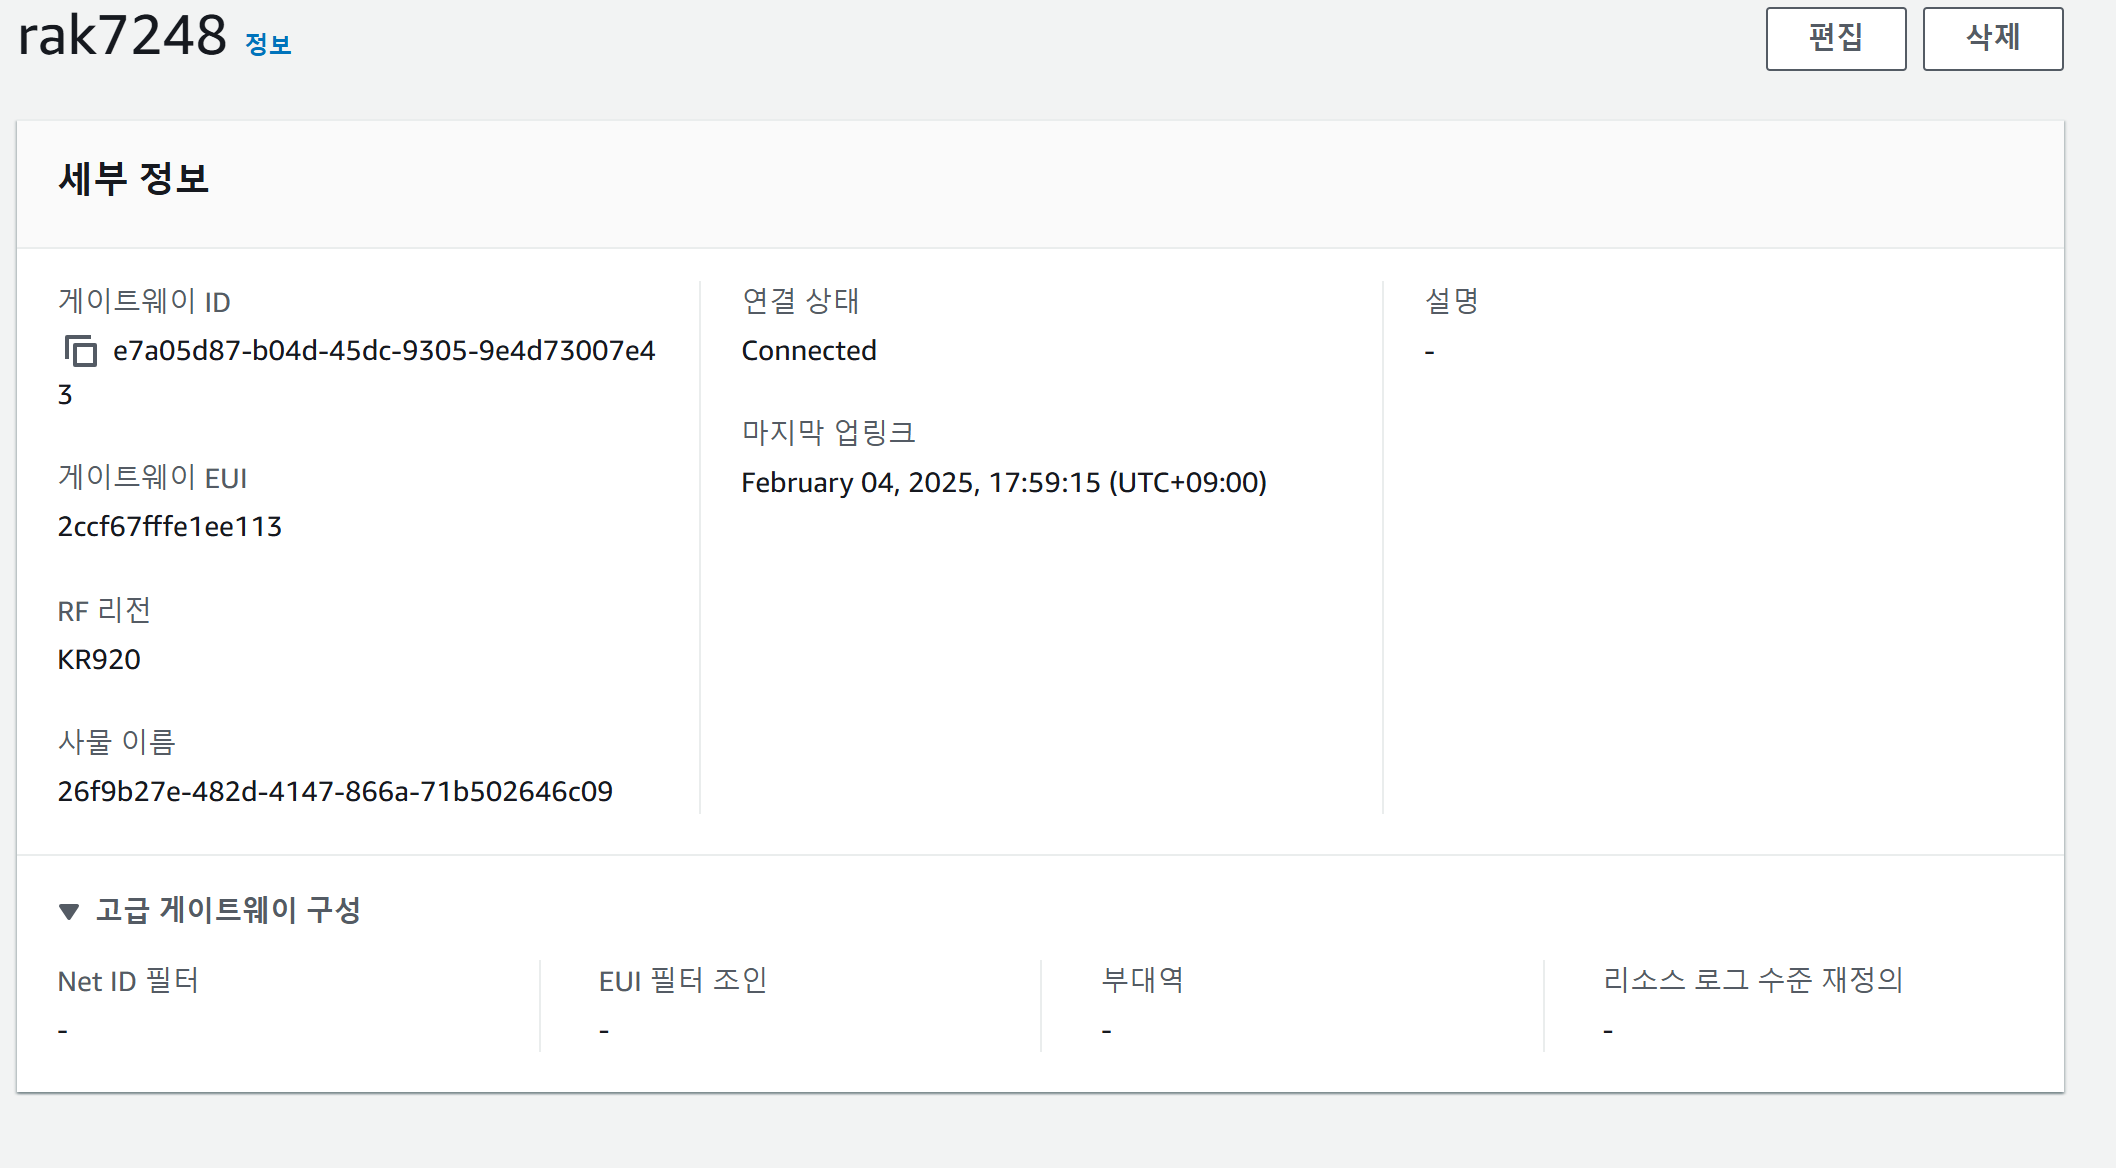 rak7248 정보
편집
삭제
세부 정보
게이트웨이 ID
e7a05d87-b04d-45dc-9305-9e4d73007e4
3
게이트웨이 EUI
2ccf67fffe1ee113
RF 리전
KR920
사물 이름
26f9b27e-482d-4147-866a-71b502646c09
연결 상태
Connected
마지막 업링크
February 04, 2025, 17:59:15 (UTC+09:00)
설명
-
고급 게이트웨이 구성
Net ID 필터
-
EUI 필터 조인
-
부대역
-
리소스 로그 수준 재정의
-